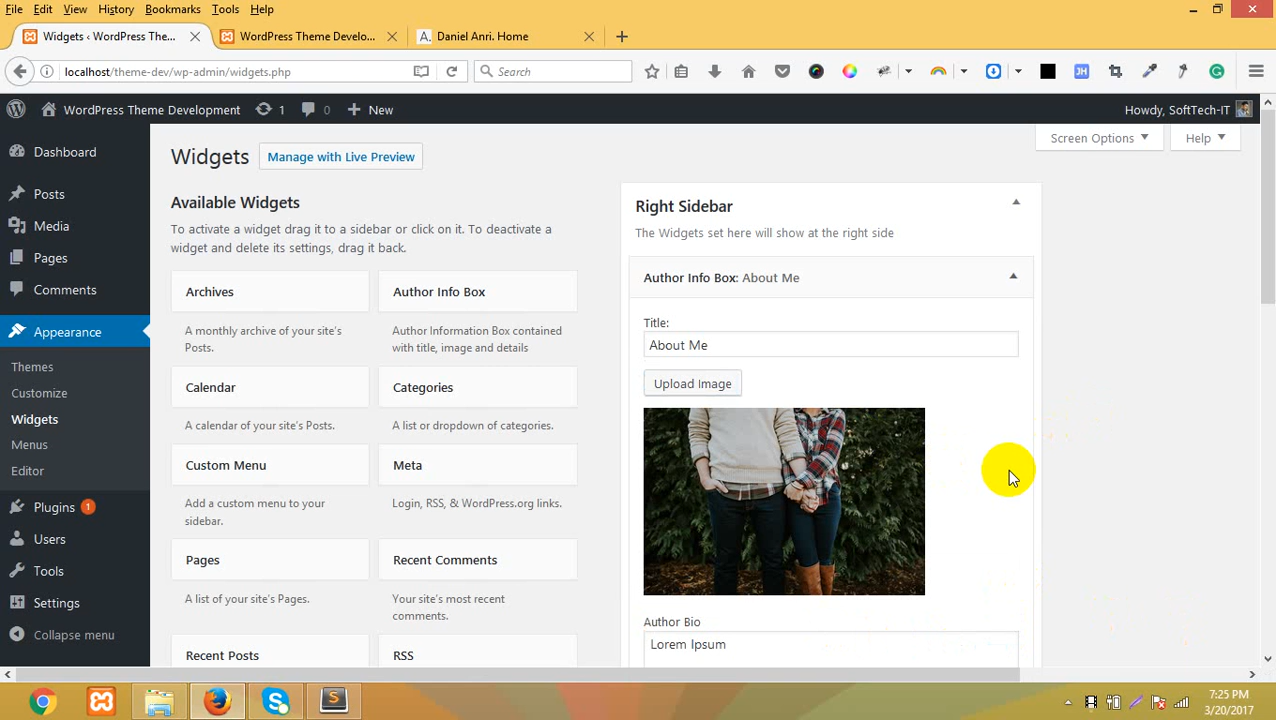 File Edit View History Bookmarks Tools Help
Widgets ‹ WordPress The...
WordPress Theme Develo...
A. Daniel Anri. Home
localhost/theme-dev/wp-admin/widgets.php
Search
JH
WordPress Theme Development 1 0 New
Howdy, SoftTech-IT
Screen Options
Help
Dashboard
Posts
Media
Pages
Comments
Appearance
Themes
Customize
Widgets
Menus
Editor
Plugins 1
Users
Tools
Settings
Collapse menu
Widgets
Manage with Live Preview
Available Widgets
To activate a widget drag it to a sidebar or click on it. To deactivate a
widget and delete its settings, drag it back.
Archives
A monthly archive of your site's
Posts.
Author Info Box
Author Information Box contained
with title, image and details
Calendar
A calendar of your site's Posts.
Categories
A list or dropdown of categories.
Custom Menu
Add a custom menu to your
sidebar.
Meta
Login, RSS, & WordPress.org links.
Pages
A list of your site's Pages.
Recent Comments
Your site's most recent
comments.
Recent Posts
RSS
Right Sidebar
The Widgets set here will show at the right side
Author Info Box: About Me
Title:
About Me
Upload Image
Author Bio
Lorem Ipsum
7:25 PM
3/20/2017